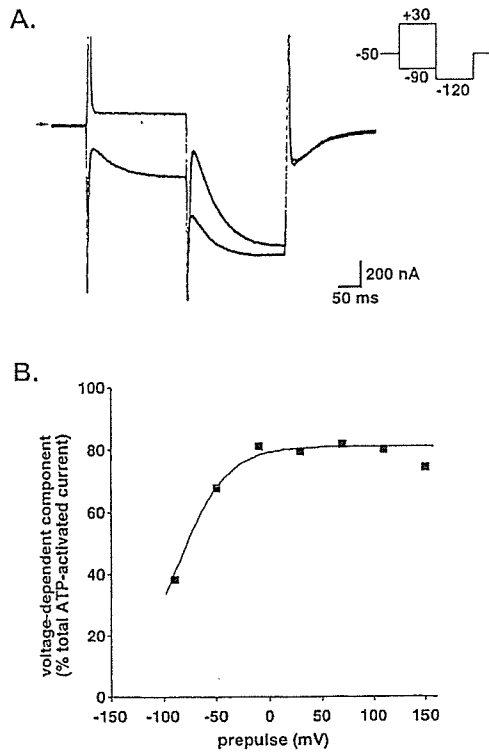 A.
+30
-50
-90
-120
200 nA
50 ms
B.
voltage-dependent component
(% total ATP-activated current)
100
80
60
40
20
0
-150 -100 -50 0 50 100 150
prepulse (mV)